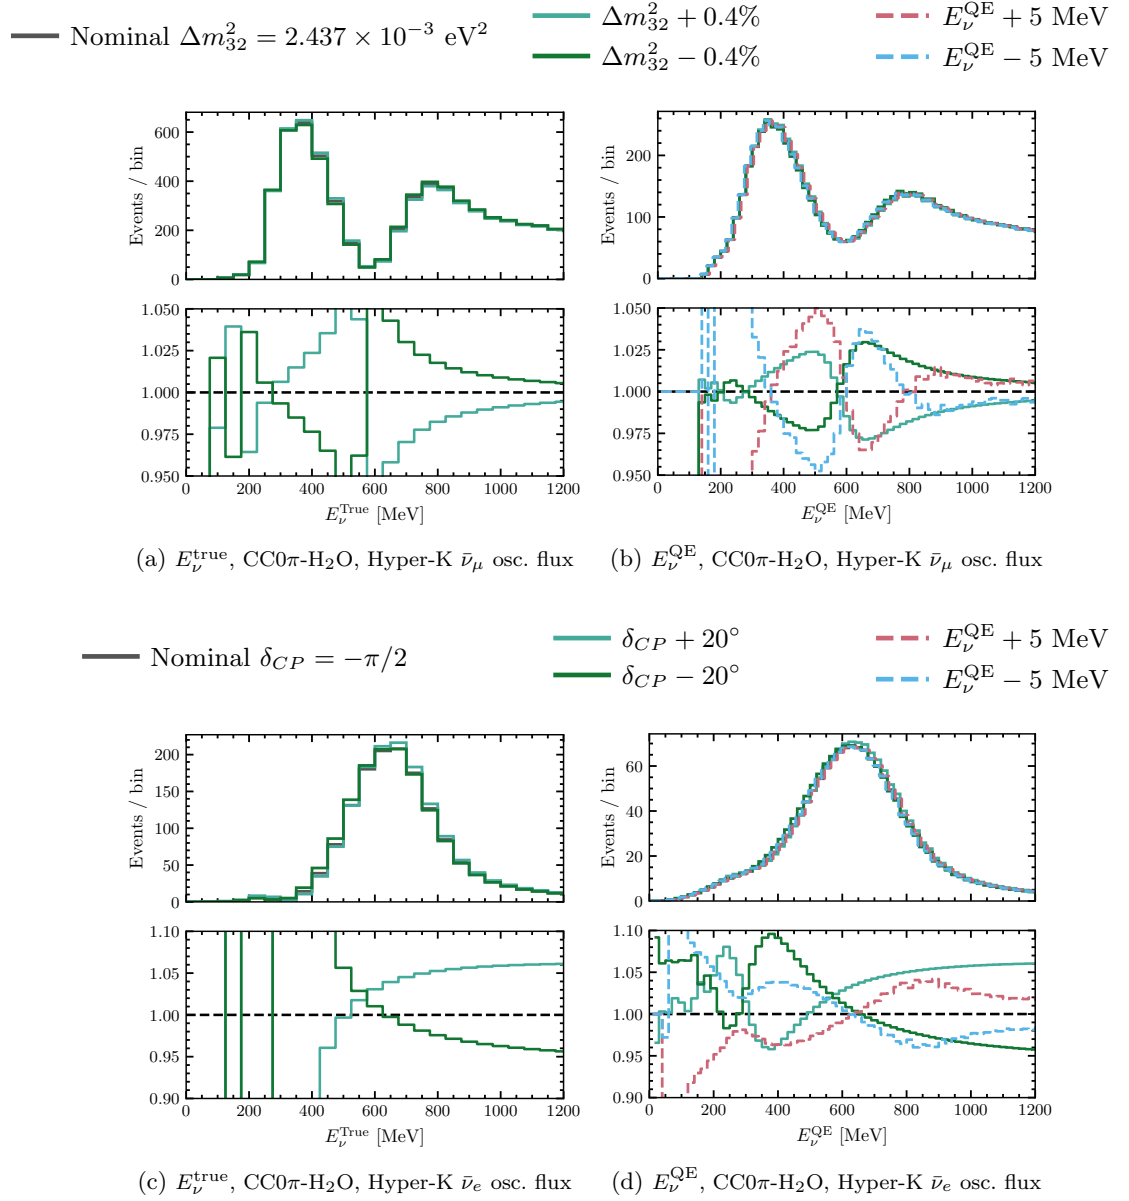 Nominal Δm²₃₂ = 2.437 × 10⁻³ eV²
Δm²₃₂ + 0.4%
Δm²₃₂ − 0.4%
E_ν^QE + 5 MeV
E_ν^QE − 5 MeV
600
400
200
0
Events / bin
1.050
1.025
1.000
0.975
0.950
0 200 400 600 800 1000 1200
E_ν^True [MeV]
200
100
0
Events / bin
1.050
1.025
1.000
0.975
0.950
0 200 400 600 800 1000 1200
E_ν^QE [MeV]
(a) E_ν^true, CC0π-H₂O, Hyper-K ν̄_μ osc. flux
(b) E_ν^QE, CC0π-H₂O, Hyper-K ν̄_μ osc. flux
Nominal δ_CP = −π/2
δ_CP + 20°
δ_CP − 20°
E_ν^QE + 5 MeV
E_ν^QE − 5 MeV
200
150
100
50
0
Events / bin
1.10
1.05
1.00
0.95
0.90
0 200 400 600 800 1000 1200
E_ν^True [MeV]
60
40
20
0
Events / bin
1.10
1.05
1.00
0.95
0.90
0 200 400 600 800 1000 1200
E_ν^QE [MeV]
(c) E_ν^true, CC0π-H₂O, Hyper-K ν̄_e osc. flux
(d) E_ν^QE, CC0π-H₂O, Hyper-K ν̄_e osc. flux